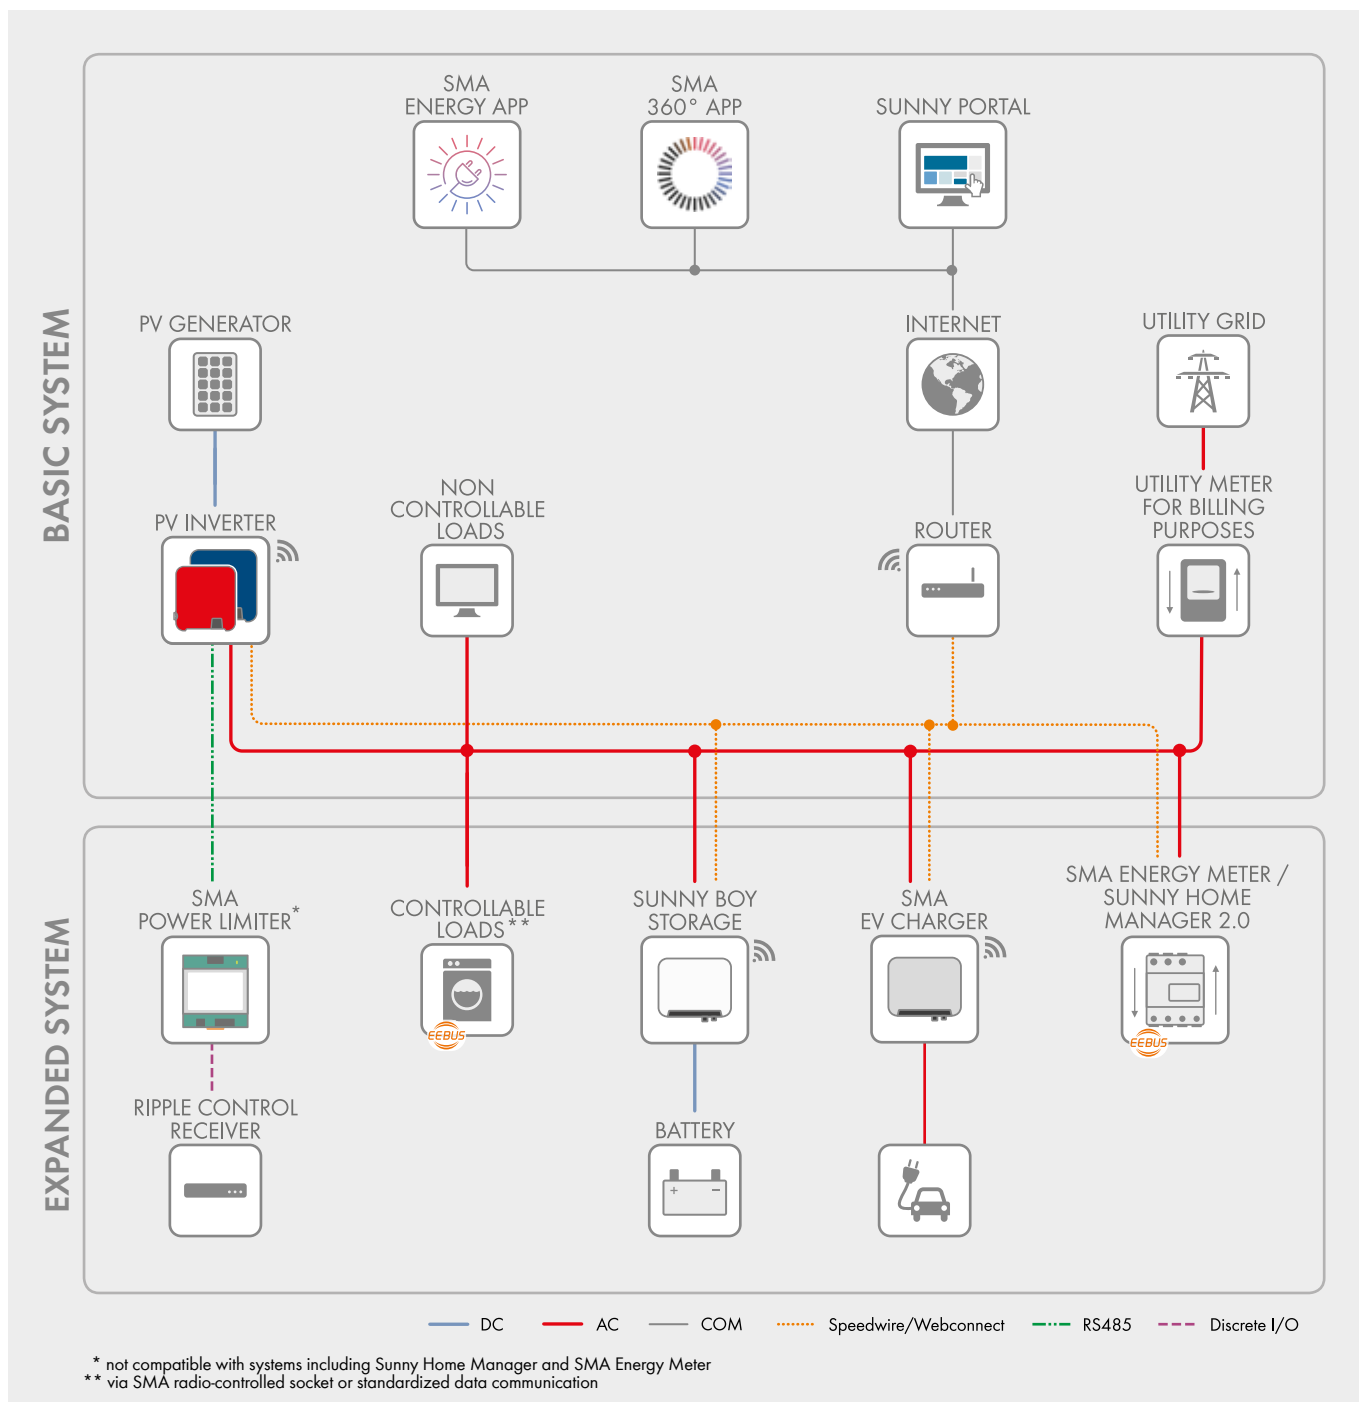 BASIC SYSTEM
SMA
ENERGY APP
SMA
360° APP
SUNNY PORTAL
PV GENERATOR
INTERNET
UTILITY GRID
PV INVERTER
NON
CONTROLLABLE
LOADS
ROUTER
UTILITY METER
FOR BILLING
PURPOSES
EXPANDED SYSTEM
SMA
POWER LIMITER*
CONTROLLABLE
LOADS**
EEBUS
SUNNY BOY
STORAGE
SMA
EV CHARGER
SMA ENERGY METER /
SUNNY HOME
MANAGER 2.0
EEBUS
RIPPLE CONTROL
RECEIVER
BATTERY
+ −
DC AC COM Speedwire/Webconnect RS485 Discrete I/O
* not compatible with systems including Sunny Home Manager and SMA Energy Meter
** via SMA radio-controlled socket or standardized data communication